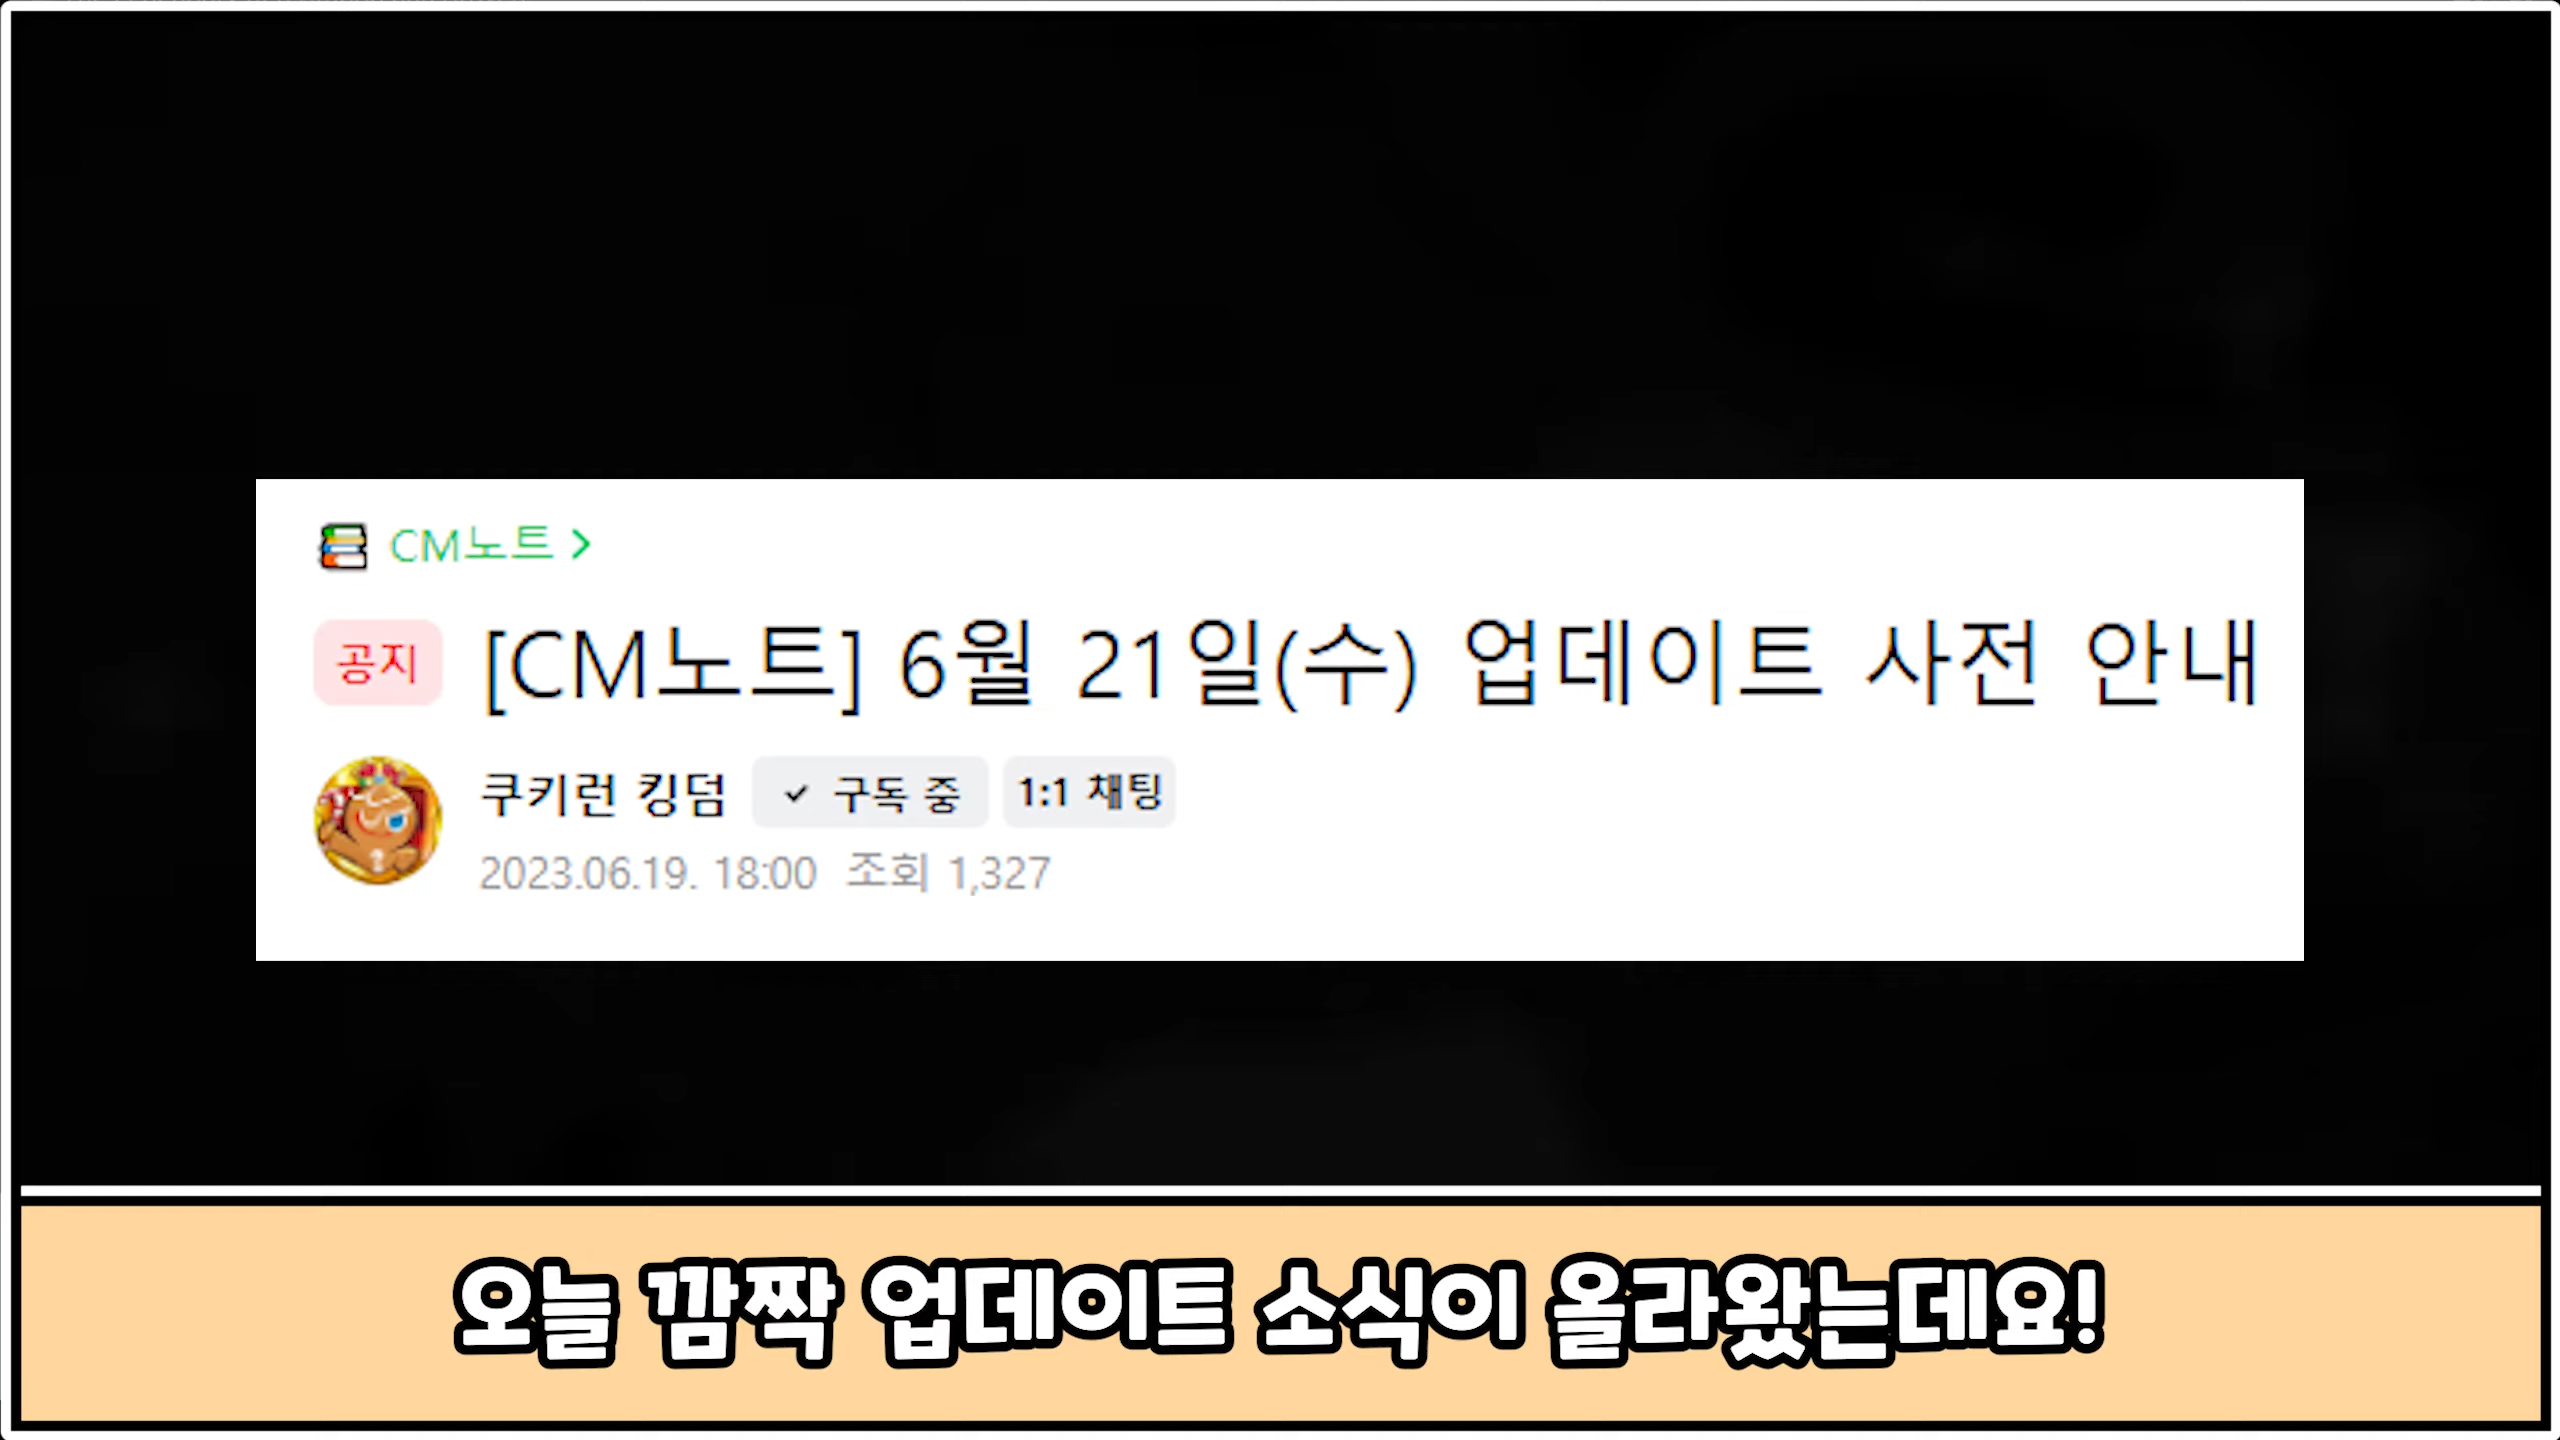 CM노트 >
공지 [CM노트] 6월 21일(수) 업데이트 사전 안내
쿠키런 킹덤 ✓ 구독 중 1:1 채팅
2023.06.19. 18:00 조회 1,327
오늘 깜짝 업데이트 소식이 올라왔는데요!